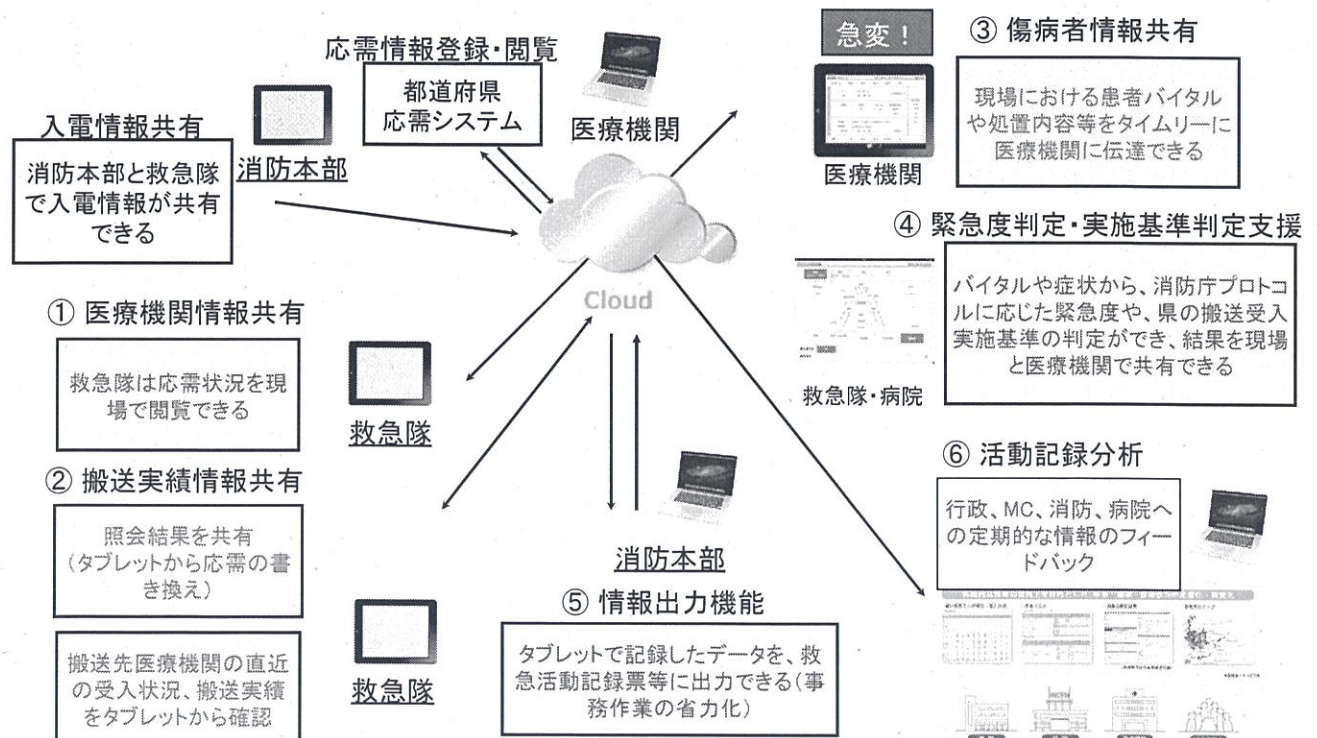 応需情報登録・閲覧
都道府県
応需システム
医療機関
入電情報共有
消防本部と救急隊
で入電情報が共有
できる
消防本部
急変！
医療機関
③ 傷病者情報共有
現場における患者バイタル
や処置内容等をタイムリーに
医療機関に伝達できる
④ 緊急度判定・実施基準判定支援
バイタルや症状から、消防庁プロトコ
ルに応じた緊急度や、県の搬送受入
実施基準の判定ができ、結果を現場
と医療機関で共有できる
救急隊・病院
Cloud
① 医療機関情報共有
救急隊は応需状況を現
場で閲覧できる
救急隊
② 搬送実績情報共有
照会結果を共有
（タブレットから応需の書
き換え）
搬送先医療機関の直近
の受入状況、搬送実績
をタブレットから確認
救急隊
消防本部
⑤ 情報出力機能
タブレットで記録したデータを、救
急活動記録票等に出力できる（事
務作業の省力化）
⑥ 活動記録分析
行政、MC、消防、病院へ
の定期的な情報のフィー
ドバック